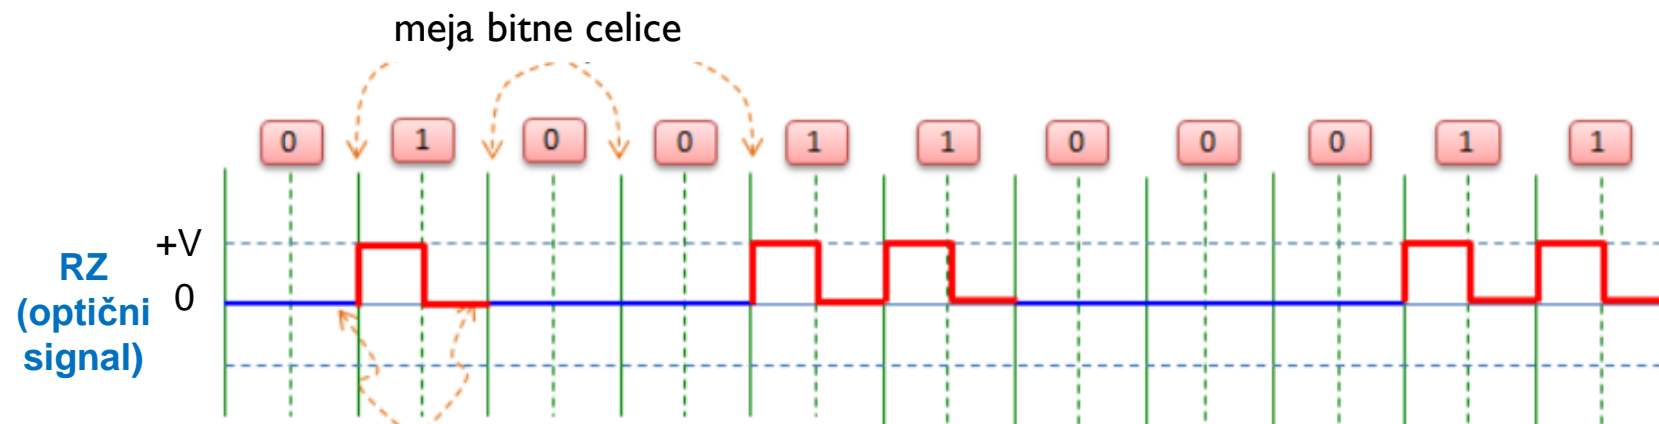 meja bitne celice
0 1 0 0 1 1 0 0 0 1 1
+V
0
RZ
(optični
signal)